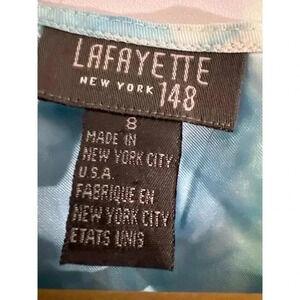 LAFAYETTE
NEW YORK 148
8
MADE IN
NEW YORK CITY
U.S.A.
FABRIQUE EN
NEW YORK CITY
ETATS UNIS